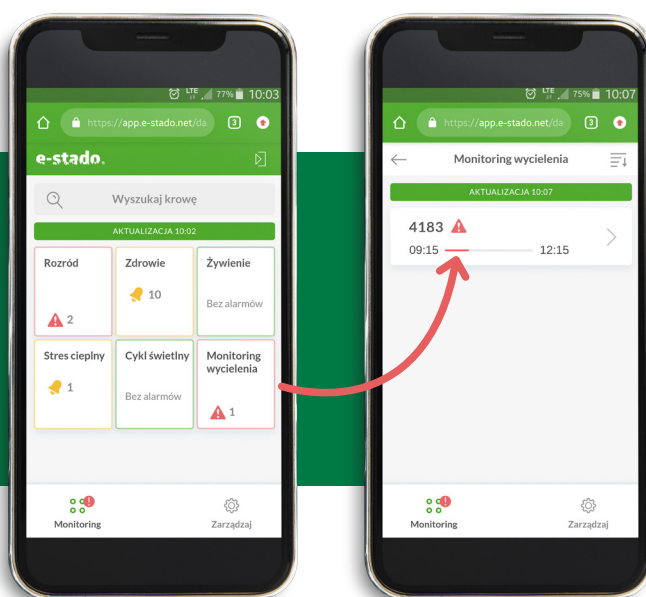 LTE 77% 10:03
https://app.e-stado.net/da 3
e-stado.
Wyszukaj krowę
AKTUALIZACJA 10:02
Rozród
2
Zdrowie
10
Żywienie
Bez alarmów
Stres cieplny
1
Cykl świetlny
Bez alarmów
Monitoring
wycielenia
1
Monitoring
Zarządzaj
LTE 75% 10:07
https://app.e-stado.net/da 3
Monitoring wycielenia
AKTUALIZACJA 10:07
4183
09:15 12:15
Monitoring
Zarządzaj